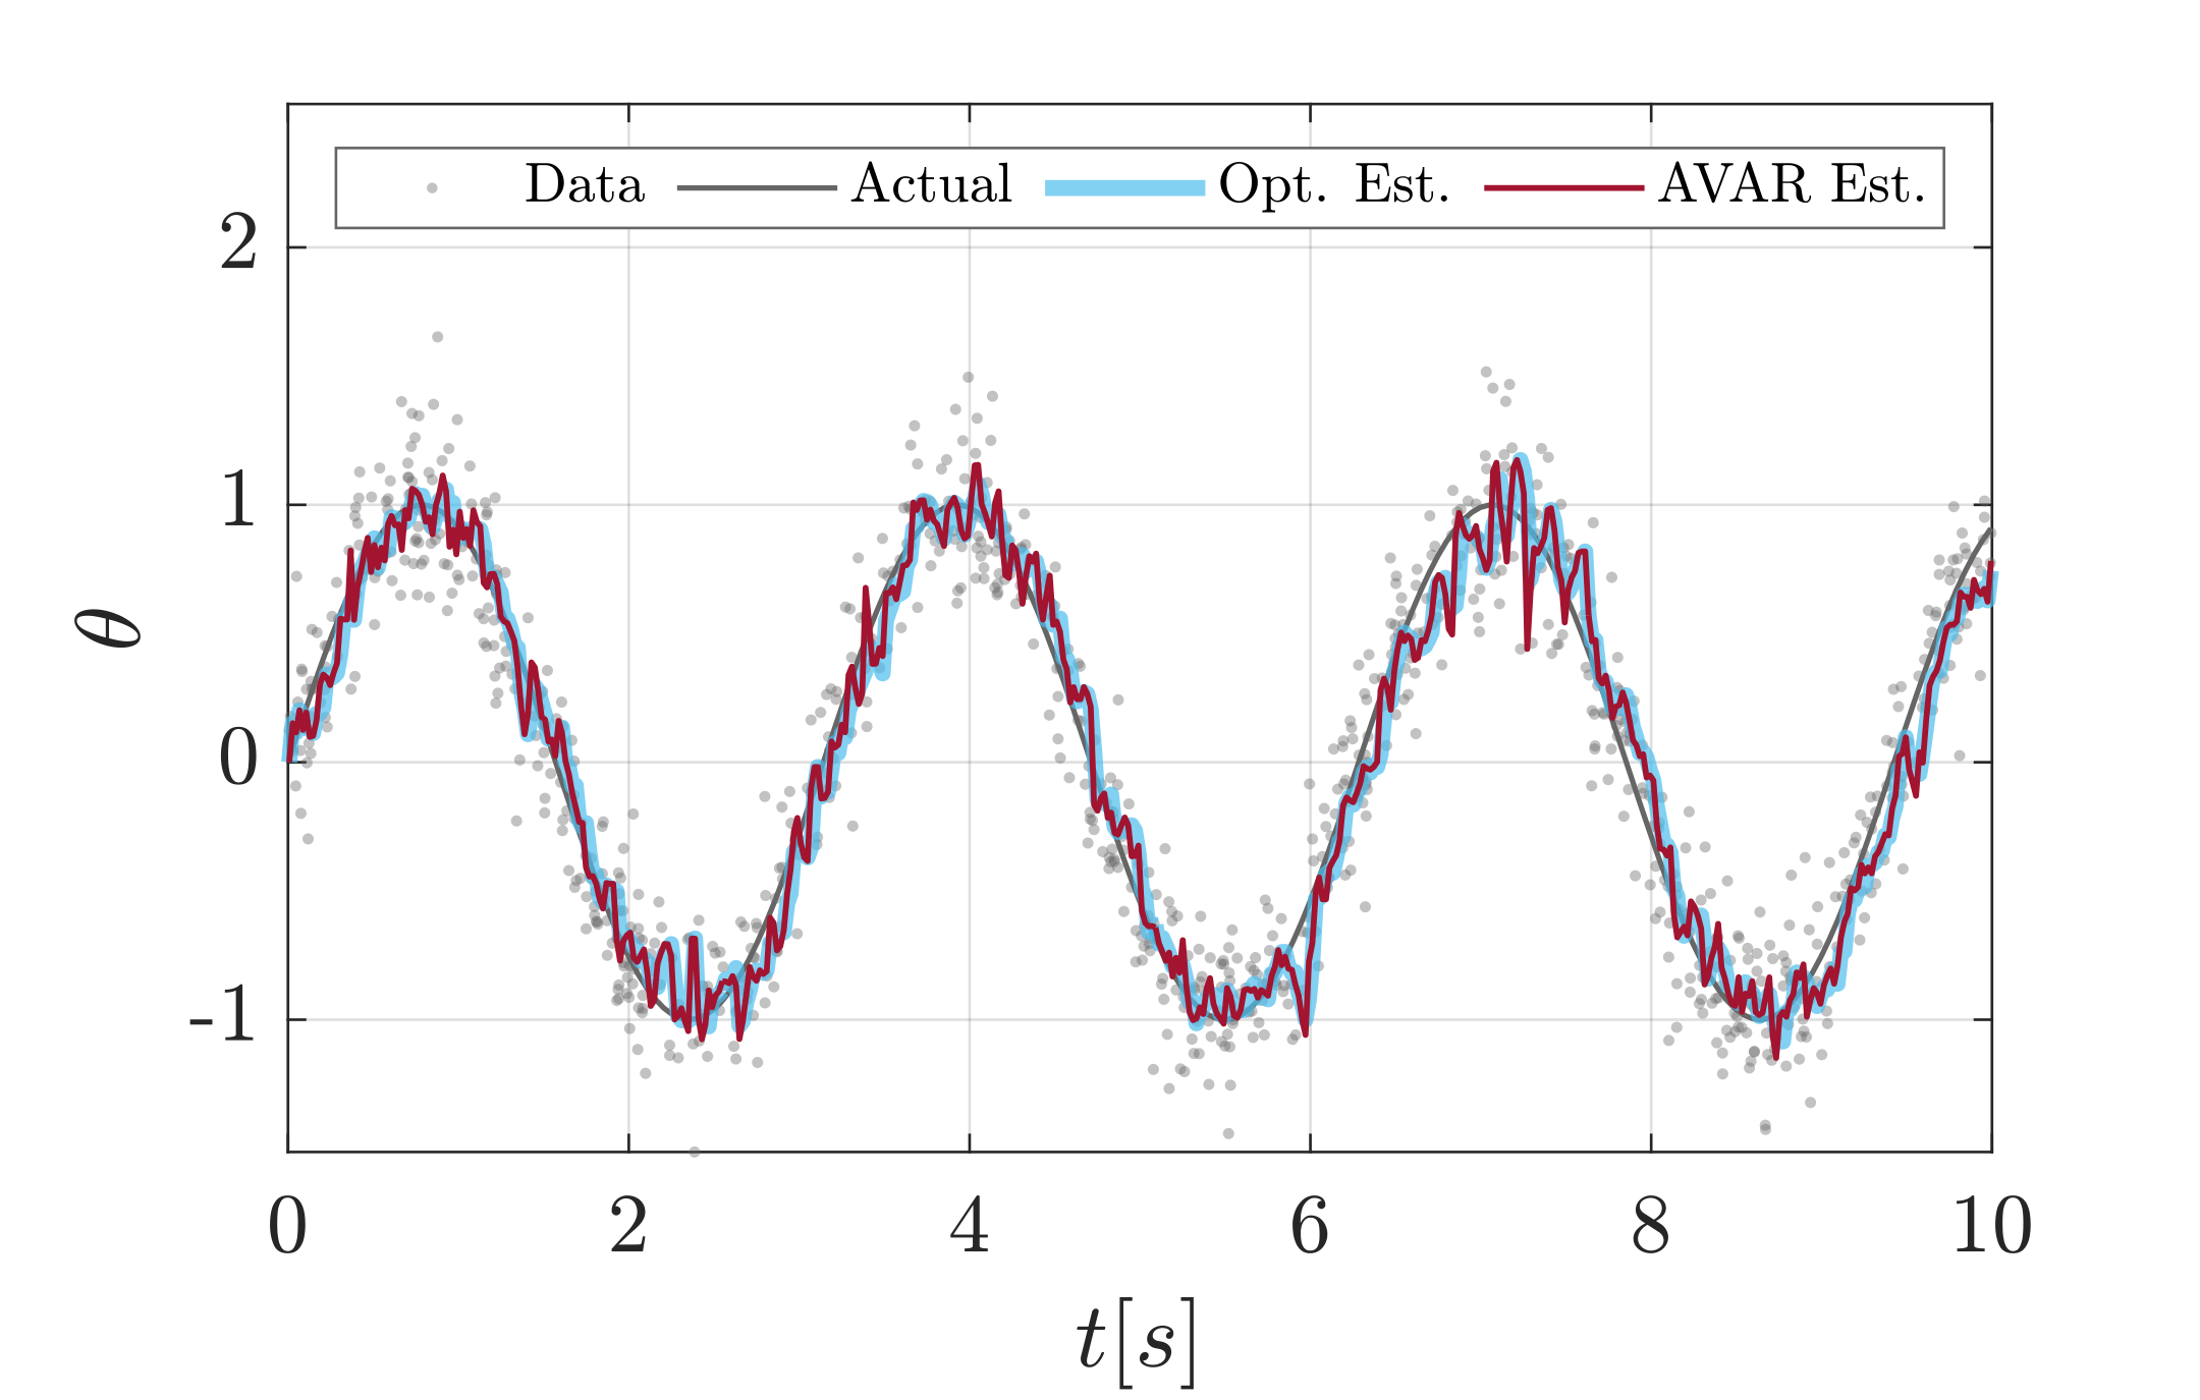 Data Actual Opt. Est. AVAR Est.
2
1
0
-1
θ
0 2 4 6 8 10
t[s]